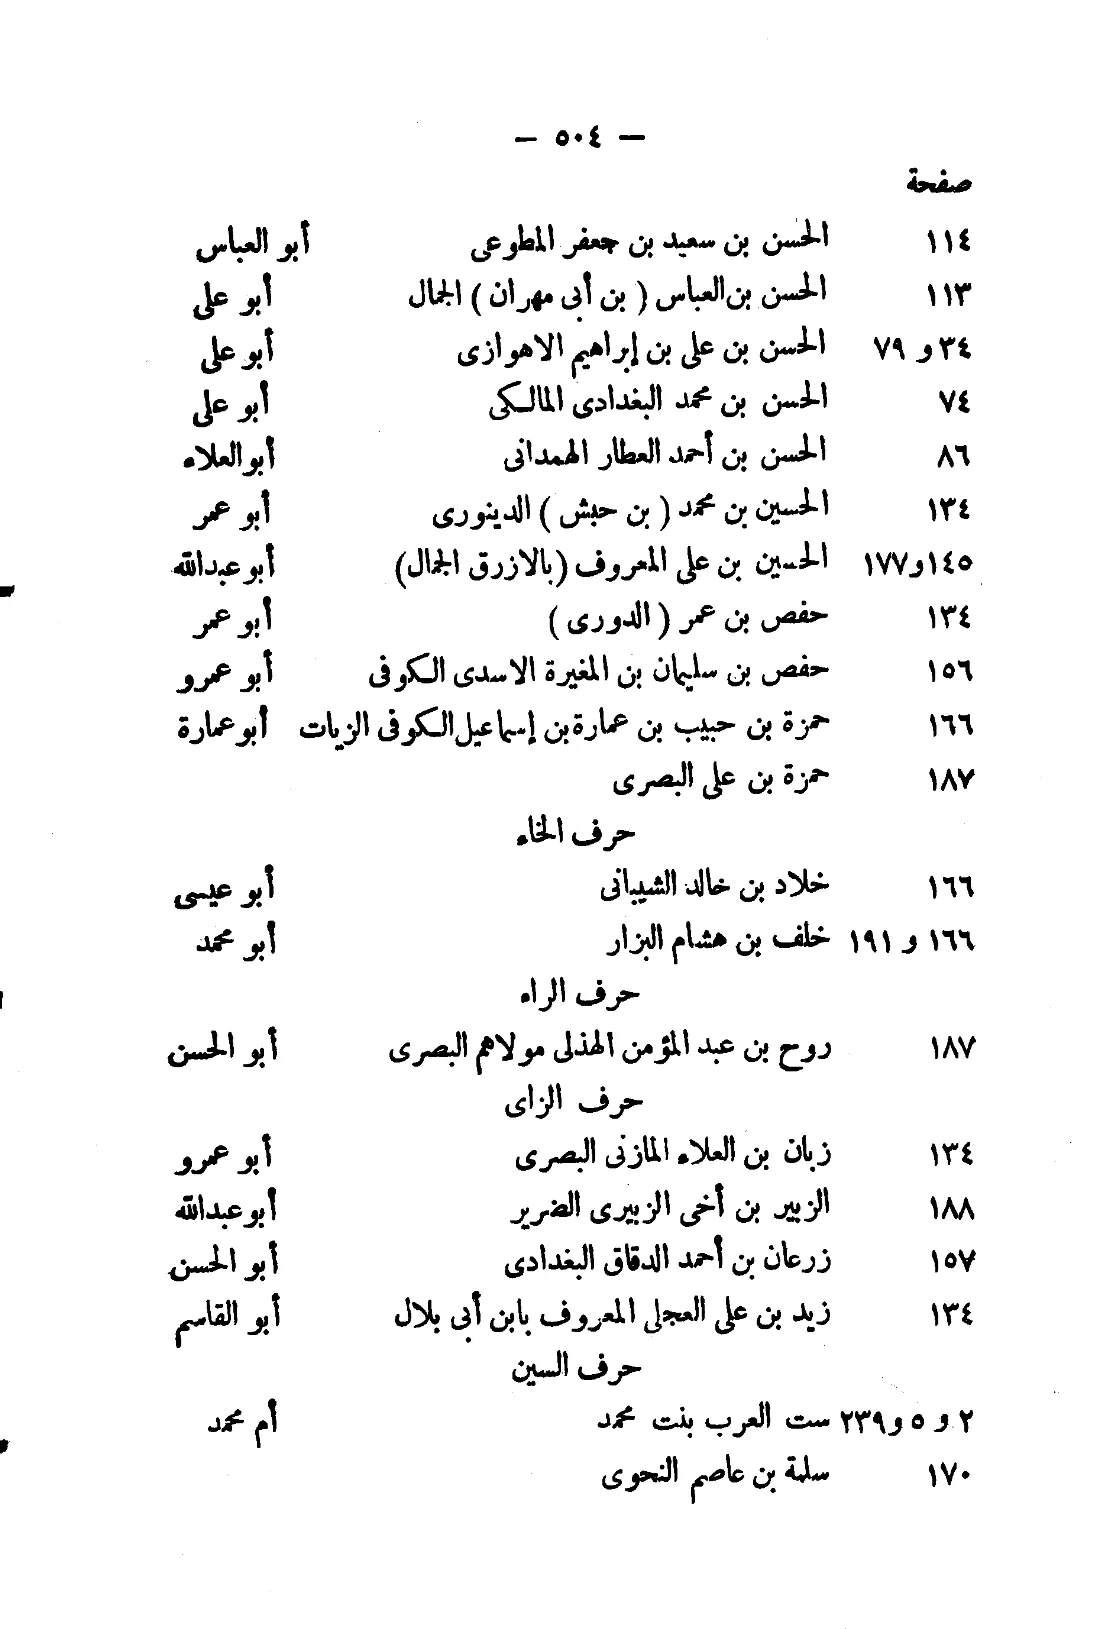 — ٥٠٤ —
صفحة
١١٤ الحسن بن سعيد بن جعفر المطوعى أبو العباس
١١٣ الحسن بن العباس ( بن أبى مهران ) الجمال أبو على
٣٤ و ٧٩ الحسن بن على بن إبراهيم الاهوازى أبو على
٧٤ الحسن بن محمد البغدادى المالكى أبو على
٨٦ الحسن بن أحمد العطار الهمدانى أبو العلاء
١٣٤ الحسين بن محمد ( بن حبش ) الدينورى أبو عمر
١٤٥ و١٧٧ الحسين بن على المعروف (بالازرق الجمال) أبو عبدالله
١٣٤ حفص بن عمر ( الدورى ) أبو عمر
١٥٦ حفص بن سليمان بن المغيرة الاسدى الكوفى أبو عمرو
١٦٦ حمزة بن حبيب بن عمارة بن إسماعيل الكوفى الزيات أبو عمارة
١٨٧ حمزة بن على البصرى
حرف الخاء
١٦٦ خلاد بن خالد الشيبانى أبو عيسى
١٦٦ و ١٩١ خلف بن هشام البزار أبو محمد
حرف الراء
١٨٧ روح بن عبد المؤمن الهذلى مولاهم البصرى أبو الحسن
حرف الزاى
١٣٤ زبان بن العلاء المازنى البصرى أبو عمرو
١٨٨ الزبير بن أخى الزبيرى الضرير أبو عبدالله
١٥٧ زرعان بن أحمد الدقاق البغدادى أبو الحسن
١٣٤ زيد بن على العجلى المعروف بابن أبى بلال أبو القاسم
حرف السين
٢ و ٥ و٢٣٩ ست العرب بنت محمد أم محمد
١٧٠ سلمة بن عاصم النحوى